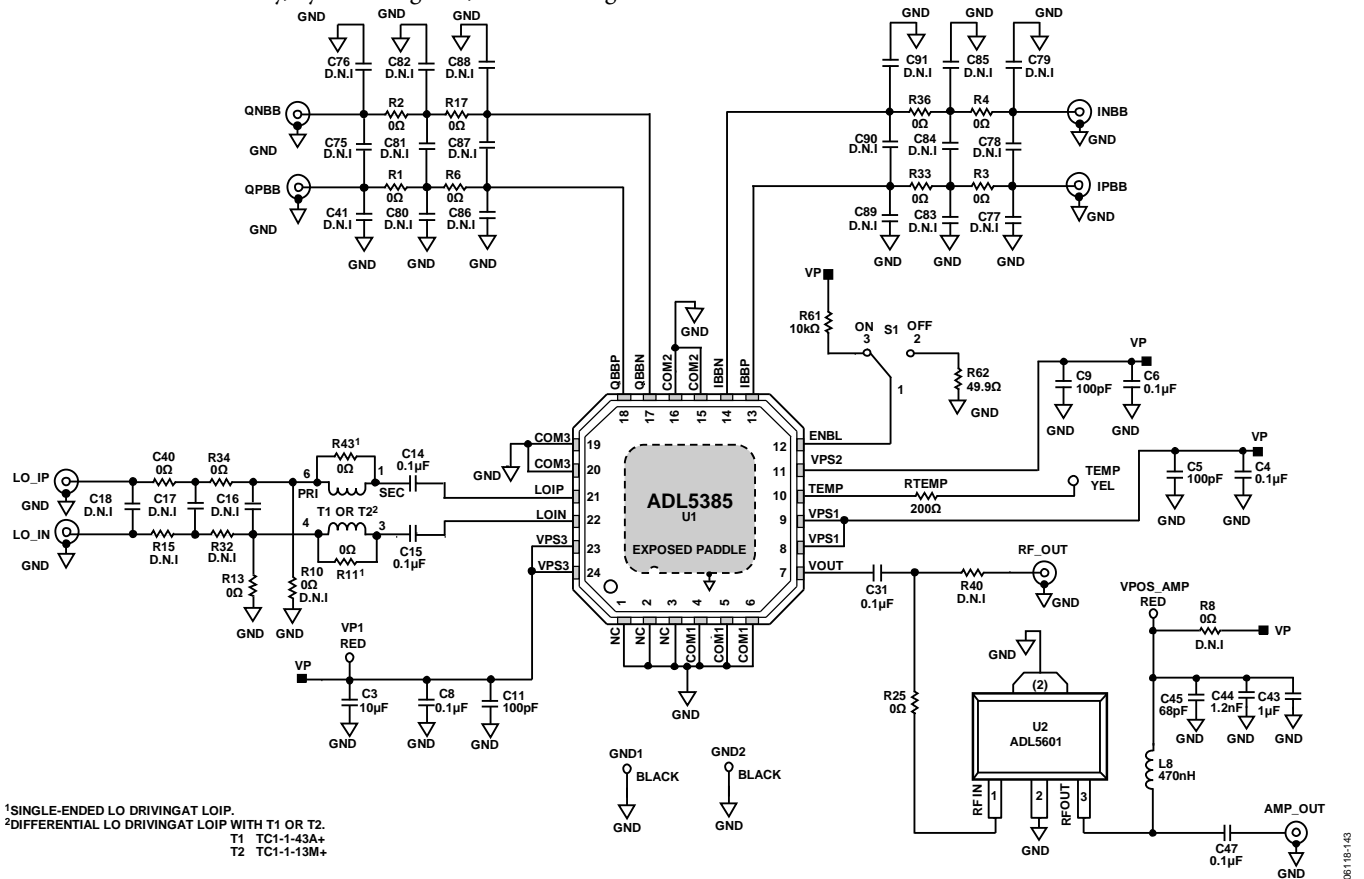 GND GND GND
C76 D.N.I
C82 D.N.I
C88 D.N.I
QNBB
R2 0Ω
R17 0Ω
GND
C75 D.N.I
C81 D.N.I
C87 D.N.I
QPBB
R1 0Ω
R6 0Ω
GND
C41 D.N.I
C80 D.N.I
C86 D.N.I
GND GND GND
GND GND GND
C91 D.N.I
C85 D.N.I
C79 D.N.I
R36 0Ω
R4 0Ω
INBB
GND
C90 D.N.I
C84 D.N.I
C78 D.N.I
R33 0Ω
R3 0Ω
IPBB
GND
C89 D.N.I
C83 D.N.I
C77 D.N.I
GND GND GND
VP
R61 10kΩ
ON 3
S1
OFF 2
1
R62 49.9Ω
GND
GND
QBBP
QBBN
COM2
COM2
IBBN
IBBP
18 17 16 15 14 13
VP
C9 100pF
C6 0.1µF
GND GND
VP
C5 100pF
C4 0.1µF
GND GND
COM3 19
COM3 20
GND
LOIP 21
LOIN 22
VPS3 23
VPS3 24
ADL5385
U1
EXPOSED PADDLE
12 ENBL
11 VPS2
10 TEMP
9 VPS1
8 VPS1
7 VOUT
RTEMP 200Ω
TEMP YEL
1 2 3 4 5 6
NC
NC
NC
COM1
COM1
COM1
GND
LO_IP
GND
LO_IN
GND
C40 0Ω
R34 0Ω
C18 D.N.I
C17 D.N.I
C16 D.N.I
R15 D.N.I
R32 D.N.I
R13 0Ω
GND
R10 0Ω D.N.I
GND
R43¹ 0Ω
6 PRI
1 SEC
C14 0.1µF
T1 OR T2²
4
3
0Ω
R11¹
C15 0.1µF
VP1 RED
VP
C3 10µF
C8 0.1µF
C11 100pF
GND GND GND
C31 0.1µF
R40 D.N.I
RF_OUT
GND
R25 0Ω
GND
(2)
U2
ADL5601
RF IN 1
2
RFOUT 3
GND
VPOS_AMP RED
R8 0Ω
D.N.I
VP
C45 68pF
C44 1.2nF
C43 1µF
GND GND GND
L8 470nH
AMP_OUT
C47 0.1µF
GND
GND1 BLACK
GND
GND2 BLACK
GND
¹SINGLE-ENDED LO DRIVINGAT LOIP.
²DIFFERENTIAL LO DRIVINGAT LOIP WITH T1 OR T2.
T1 TC1-1-43A+
T2 TC1-1-13M+
06118-143